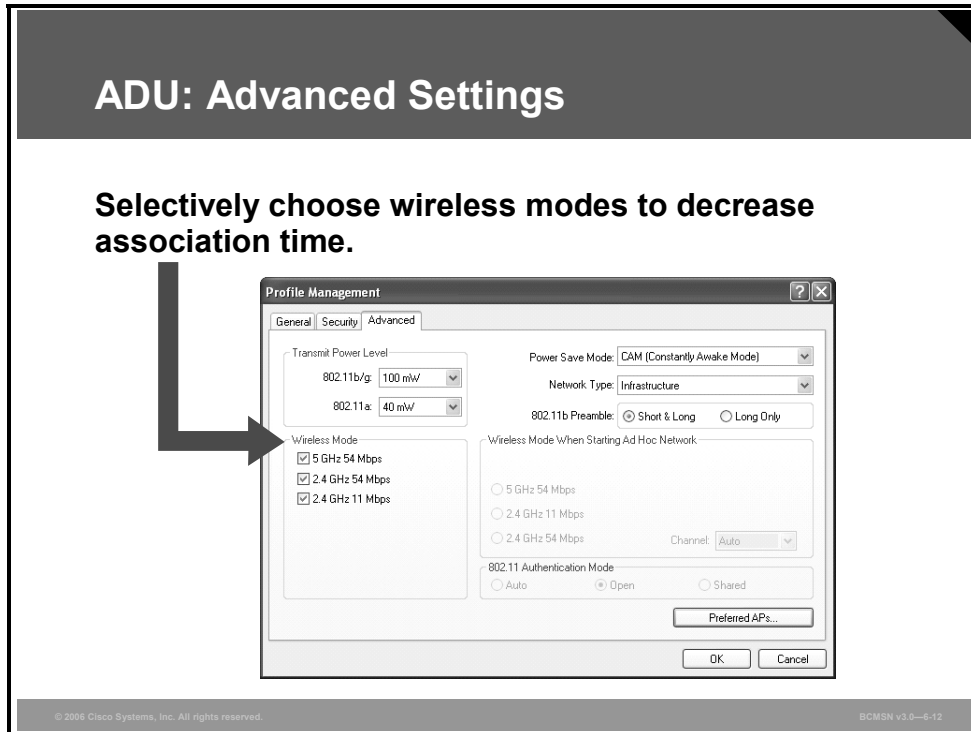 ADU: Advanced Settings
Selectively choose wireless modes to decrease
association time.
Profile Management
General Security Advanced
Transmit Power Level
802.11b/g: 100 mW
802.11a: 40 mW
Power Save Mode: CAM (Constantly Awake Mode)
Network Type: Infrastructure
802.11b Preamble: Short & Long Long Only
Wireless Mode
5 GHz 54 Mbps
2.4 GHz 54 Mbps
2.4 GHz 11 Mbps
Wireless Mode When Starting Ad Hoc Network
5 GHz 54 Mbps
2.4 GHz 11 Mbps
2.4 GHz 54 Mbps Channel: Auto
802.11 Authentication Mode
Auto Open Shared
Preferred APs...
OK Cancel
© 2006 Cisco Systems, Inc. All rights reserved. BCMSN v3.0—6-12